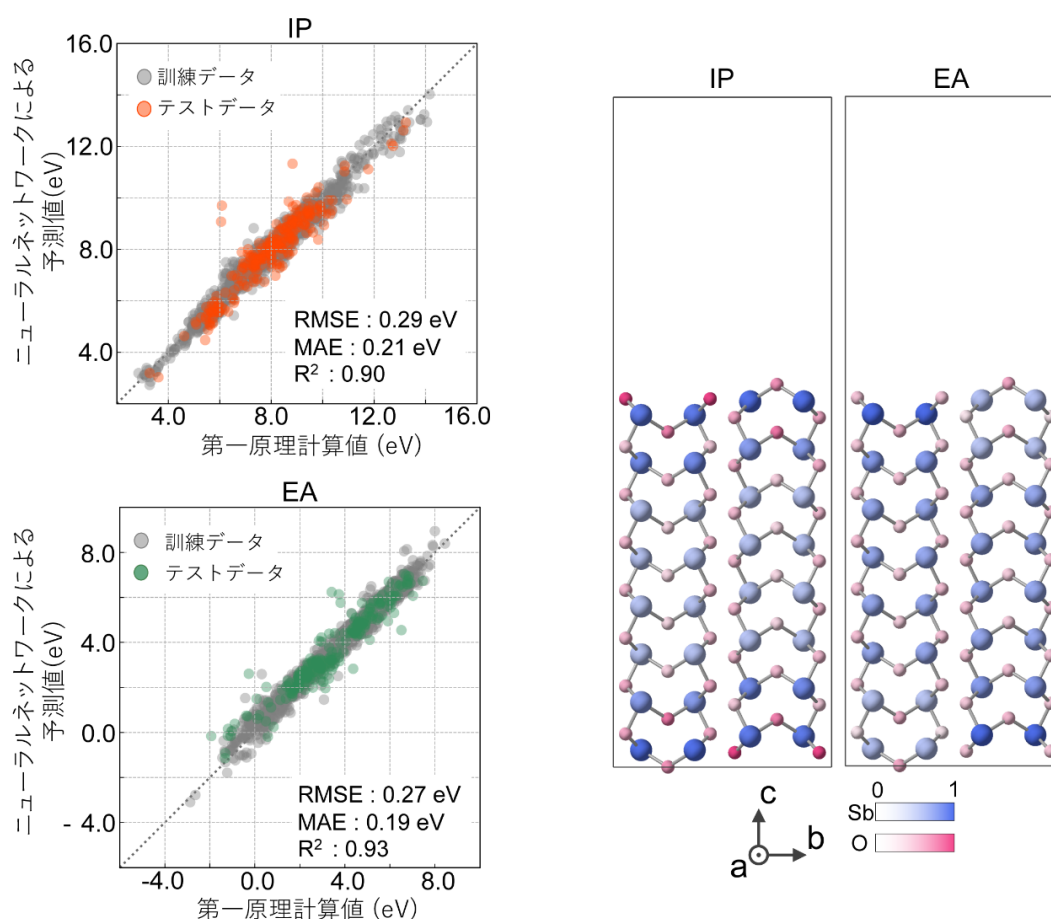 IP
16.0
12.0
8.0
4.0
ニューラルネットワークによる
予測値(eV)
訓練データ
テストデータ
RMSE : 0.29 eV
MAE : 0.21 eV
R² : 0.90
4.0 8.0 12.0 16.0
第一原理計算値 (eV)
EA
8.0
4.0
0.0
- 4.0
ニューラルネットワークによる
予測値(eV)
訓練データ
テストデータ
RMSE : 0.27 eV
MAE : 0.19 eV
R² : 0.93
-4.0 0.0 4.0 8.0
第一原理計算値 (eV)
IP EA
c
b
a
0 1
Sb
O